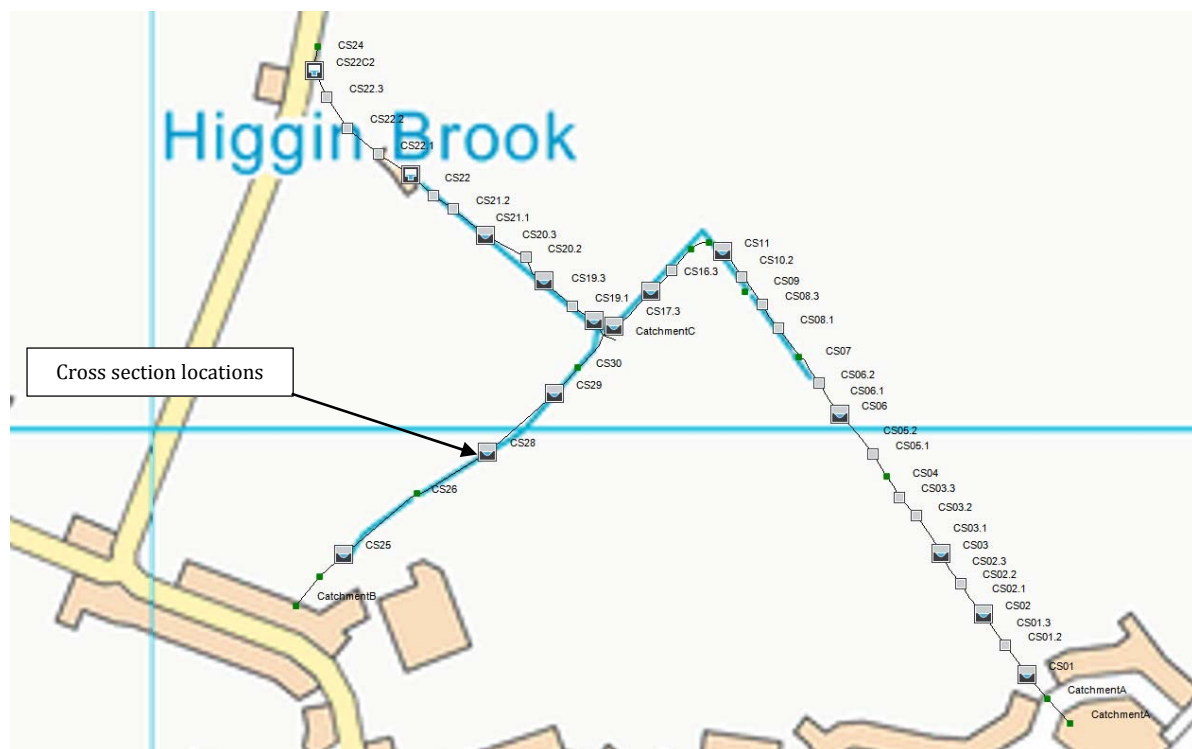 CS24
CS22C2
CS22.3
CS22.2
Higgin Brook
CS22.1
CS22
CS21.2
CS21.1
CS20.3
CS20.2
CS19.3
CS19.1
CatchmentC
CS17.3
CS16.3
CS11
CS10.2
CS09
CS08.3
CS08.1
CS07
CS06.2
CS06.1
CS06
CS05.2
CS05.1
CS04
CS03.3
CS03.2
CS03.1
CS03
CS02.3
CS02.2
CS02.1
CS02
CS01.3
CS01.2
CS01
CatchmentA
CatchmentA
CS30
CS29
Cross section locations
CS28
CS26
CS25
CatchmentB